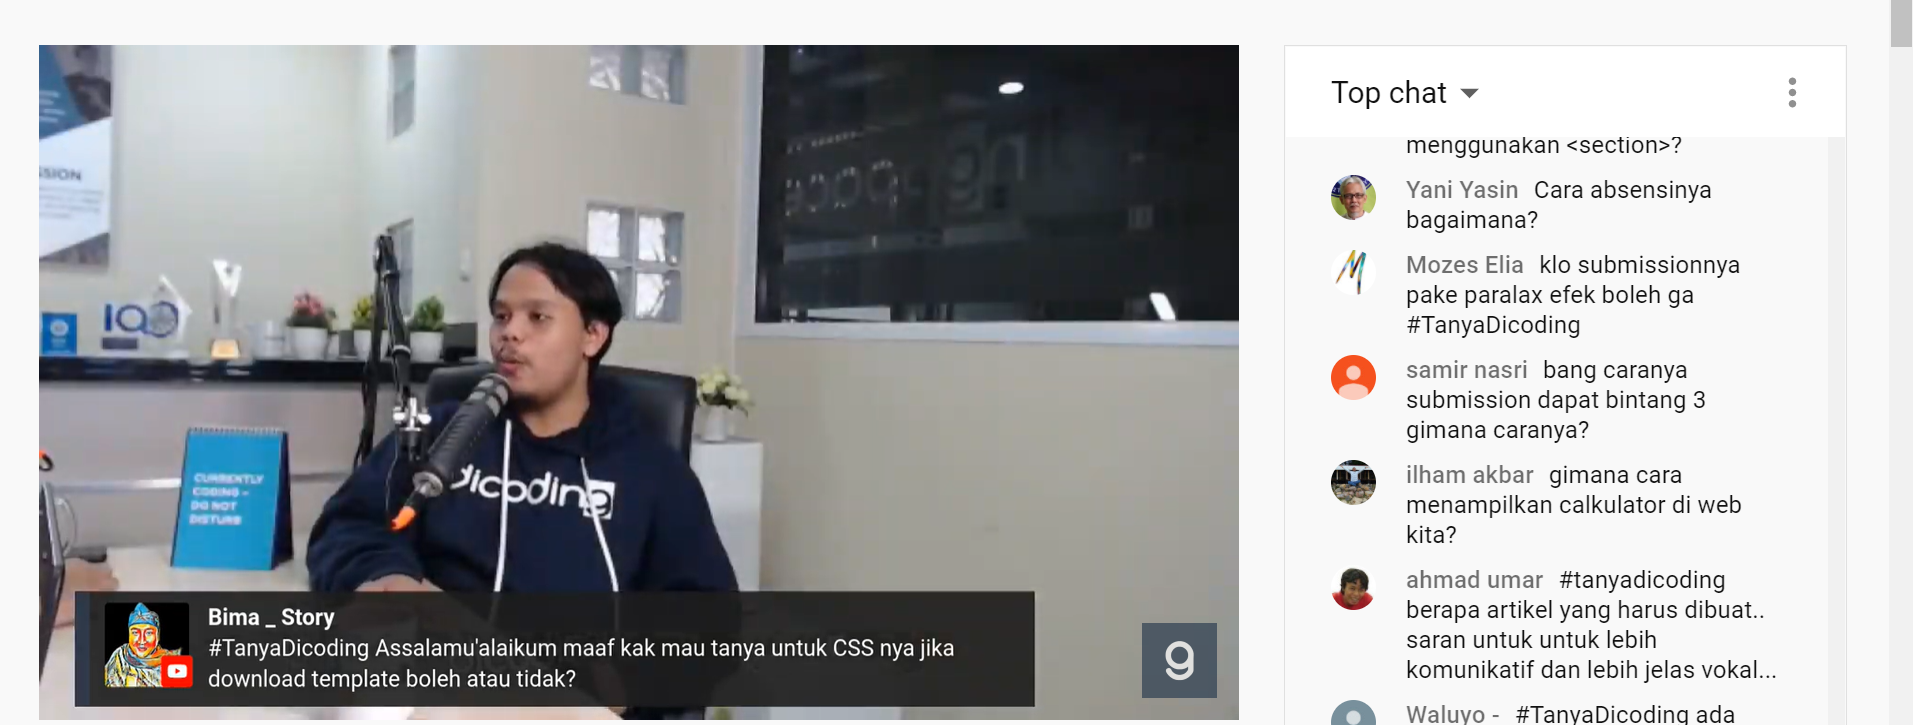 SSION
IQ
CURRENTLY
CODING -
DO NOT
DISTURB
dicoding
Bima _ Story
#TanyaDicoding Assalamu'alaikum maaf kak mau tanya untuk CSS nya jika
download template boleh atau tidak?
g
Top chat
menggunakan <section>?
Yani Yasin Cara absensinya
bagaimana?
Mozes Elia klo submissionnya
pake paralax efek boleh ga
#TanyaDicoding
samir nasri bang caranya
submission dapat bintang 3
gimana caranya?
ilham akbar gimana cara
menampilkan calkulator di web
kita?
ahmad umar #tanyadicoding
berapa artikel yang harus dibuat..
saran untuk untuk lebih
komunikatif dan lebih jelas vokal...
Waluyo - #TanyaDicoding ada